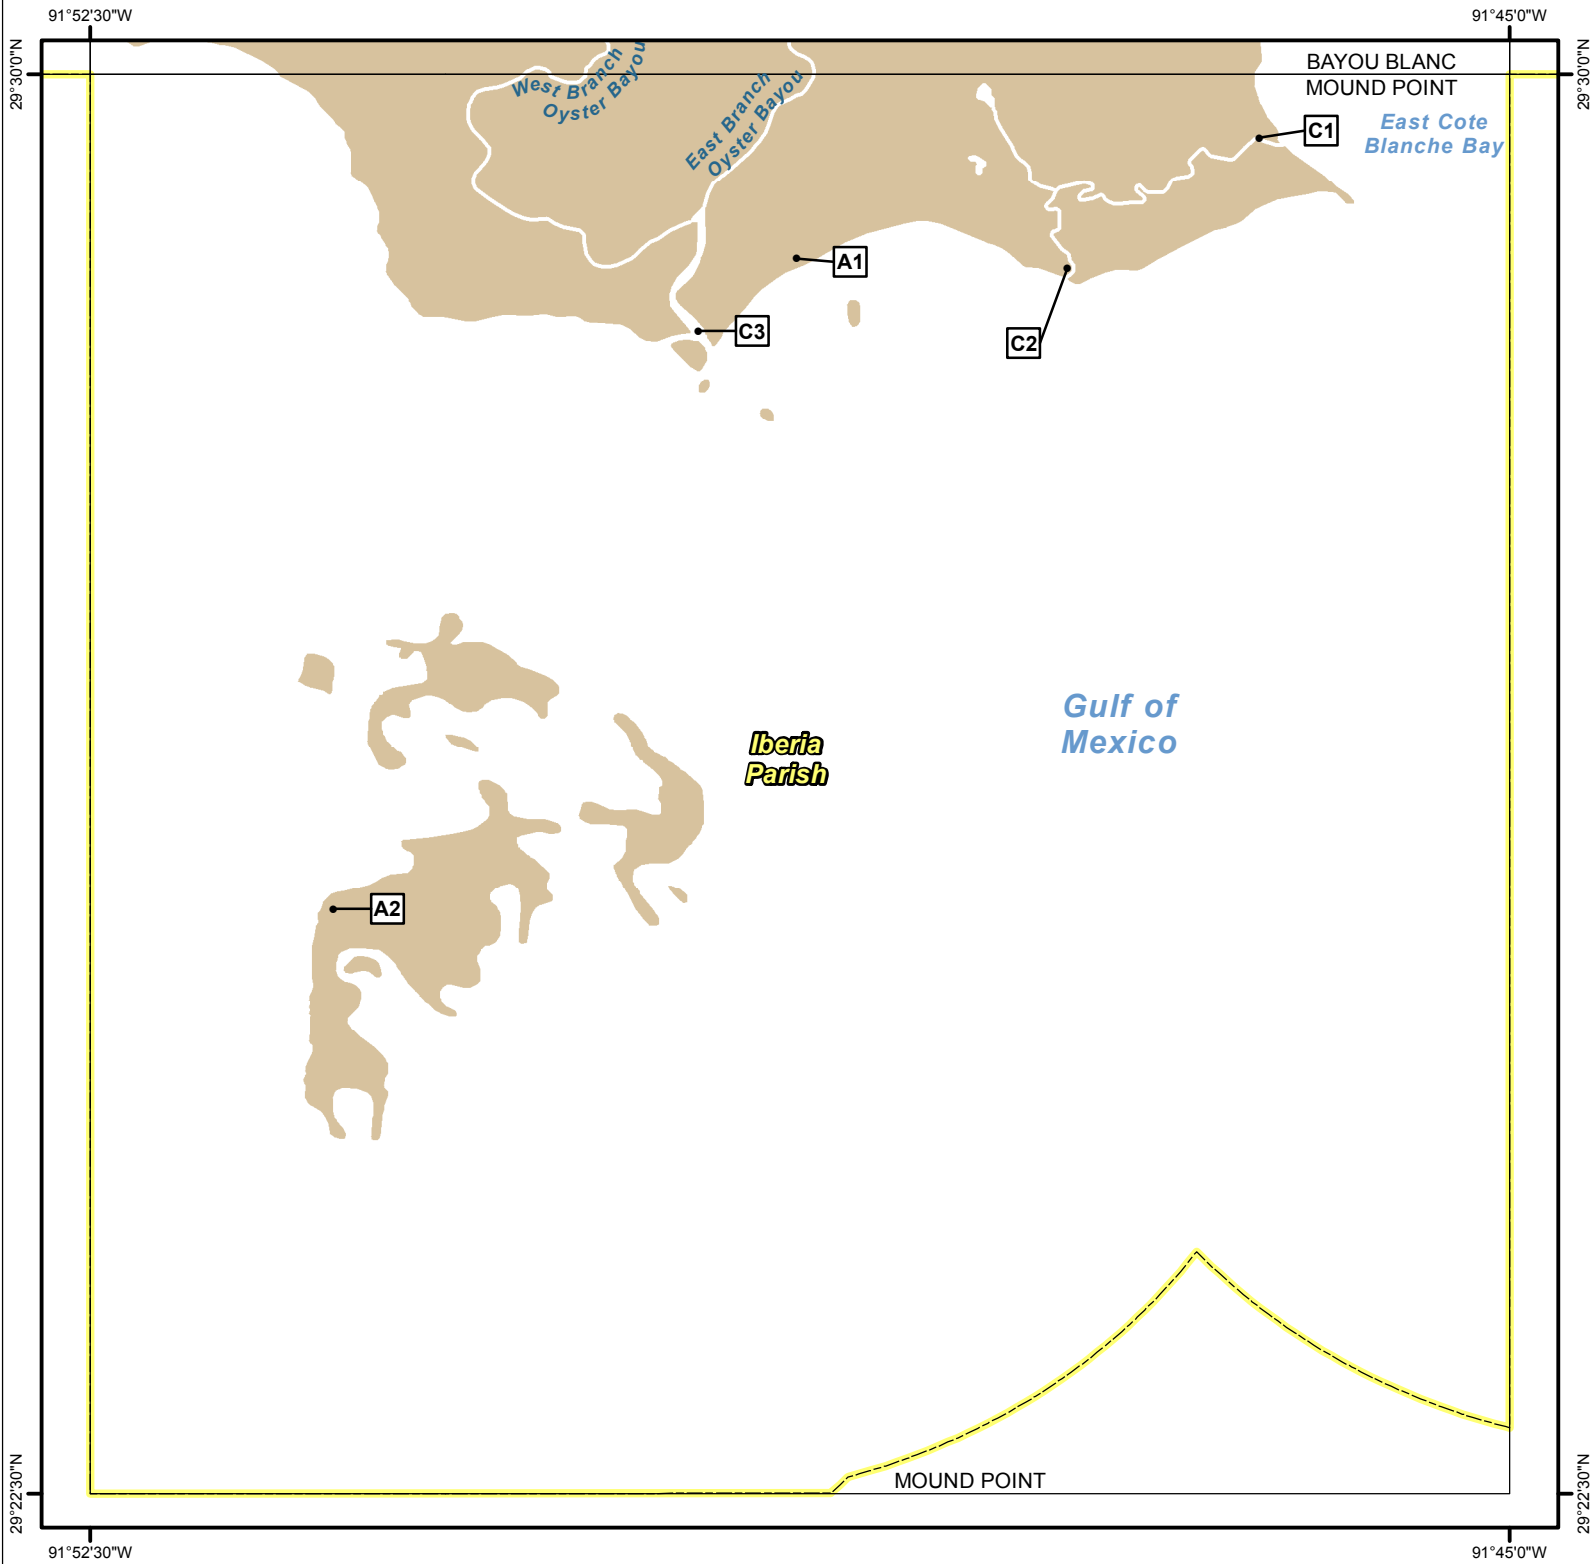 91°52'30"W
91°45'0"W
29°30'0"N
29°30'0"N
BAYOU BLANC
MOUND POINT
West Branch
Oyster Bayou
East Branch
Oyster Bayou
C1
East Cote
Blanche Bay
A1
C3
C2
Gulf of
Mexico
Iberia
Parish
A2
MOUND POINT
29°22'30"N
29°22'30"N
91°52'30"W
91°45'0"W